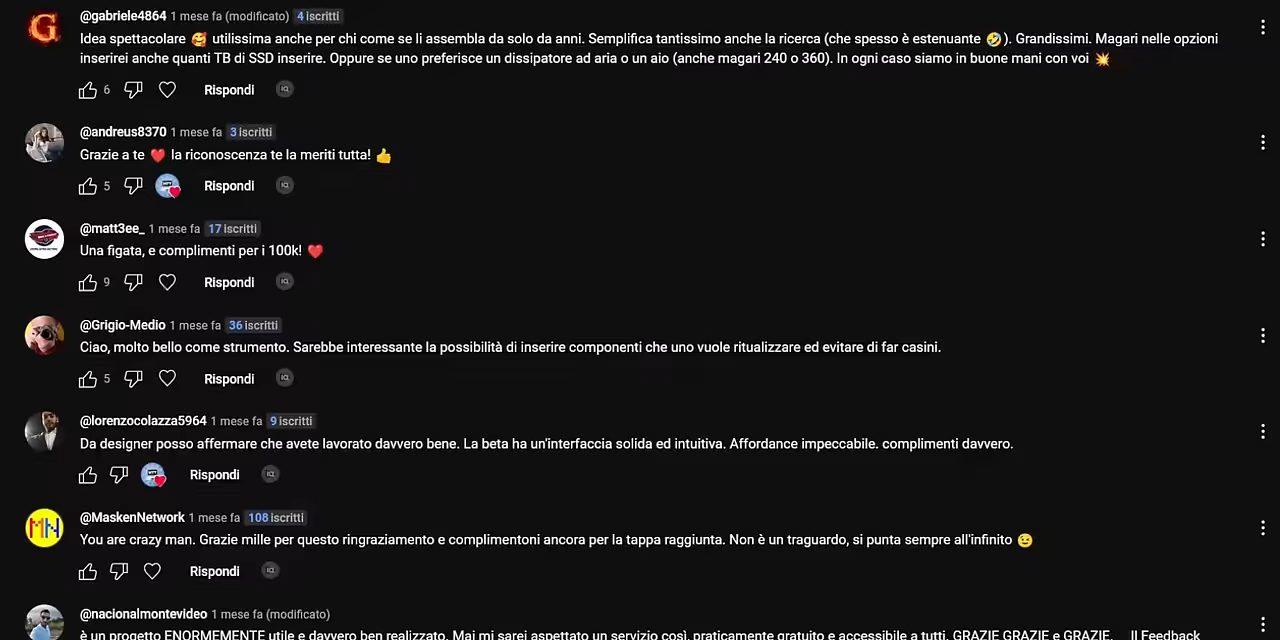 G
@gabriele4864 1 mese fa (modificato) 4 iscritti
Idea spettacolare 🥰 utilissima anche per chi come se li assembla da solo da anni. Semplifica tantissimo anche la ricerca (che spesso è estenuante 🤣). Grandissimi. Magari nelle opzioni
inserirei anche quanti TB di SSD inserire. Oppure se uno preferisce un dissipatore ad aria o un aio (anche magari 240 o 360). In ogni caso siamo in buone mani con voi 💥
6 Rispondi
@andreus8370 1 mese fa 3 iscritti
Grazie a te ❤️ la riconoscenza te la meriti tutta! 👍
5 Rispondi
@matt3ee_ 1 mese fa 17 iscritti
Una figata, e complimenti per i 100k! ❤️
9 Rispondi
@Grigio-Medio 1 mese fa 36 iscritti
Ciao, molto bello come strumento. Sarebbe interessante la possibilità di inserire componenti che uno vuole ritualizzare ed evitare di far casini.
5 Rispondi
@lorenzocolazza5964 1 mese fa 9 iscritti
Da designer posso affermare che avete lavorato davvero bene. La beta ha un'interfaccia solida ed intuitiva. Affordance impeccabile. complimenti davvero.
Rispondi
MN
@MaskenNetwork 1 mese fa 108 iscritti
You are crazy man. Grazie mille per questo ringraziamento e complimentoni ancora per la tappa raggiunta. Non è un traguardo, si punta sempre all'infinito 😉
Rispondi
@nacionalmontevideo 1 mese fa (modificato)
è un progetto ENORMEMENTE utile e davvero ben realizzato. Mai mi sarei aspettato un servizio così, praticamente gratuito e accessibile a tutti. GRAZIE GRAZIE e GRAZIE. Il Feedback